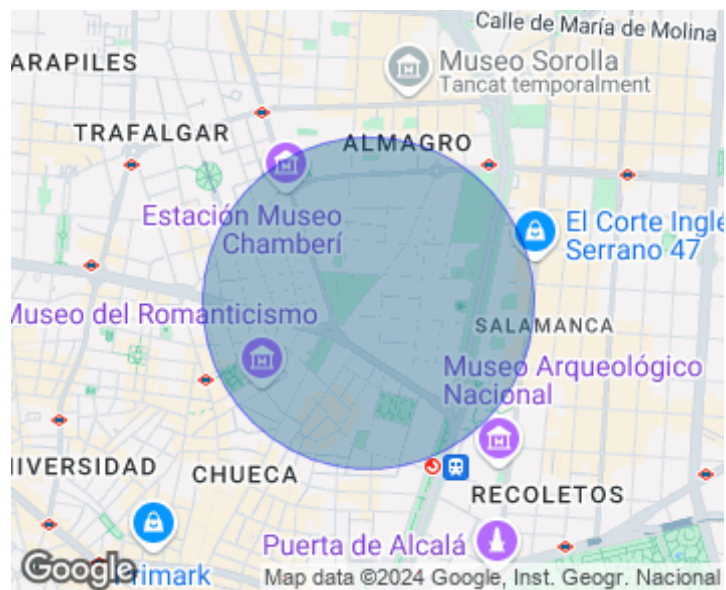 Calle de María de Molina
ARAPILES
Museo Sorolla
Tancat temporalment
TRAFALGAR
ALMAGRO
Estación Museo
Chamberí
El Corte Ingle
Serrano 47
Museo del Romanticismo
SALAMANCA
Museo Arqueológico
Nacional
IVERSIDAD
CHUECA
RECOLETOS
Puerta de Alcalá
Primark
Google
Map data ©2024 Google, Inst. Geogr. Nacional